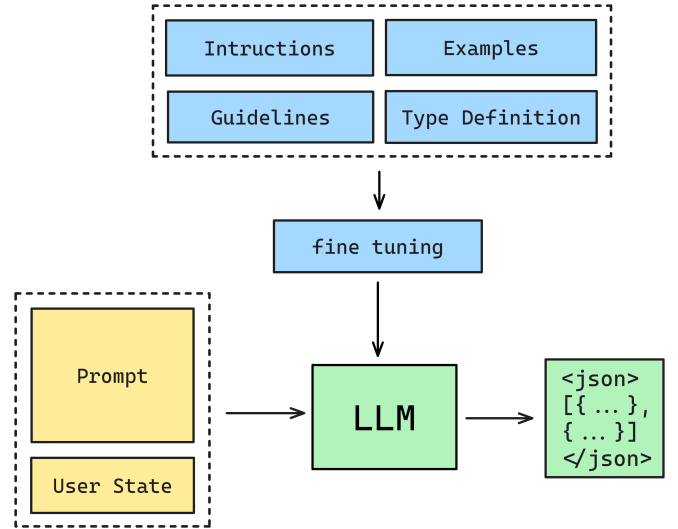 Intructions
Examples
Guidelines
Type Definition
fine tuning
Prompt
User State
LLM
<json>
[{ ... },
{ ... }]
</json>